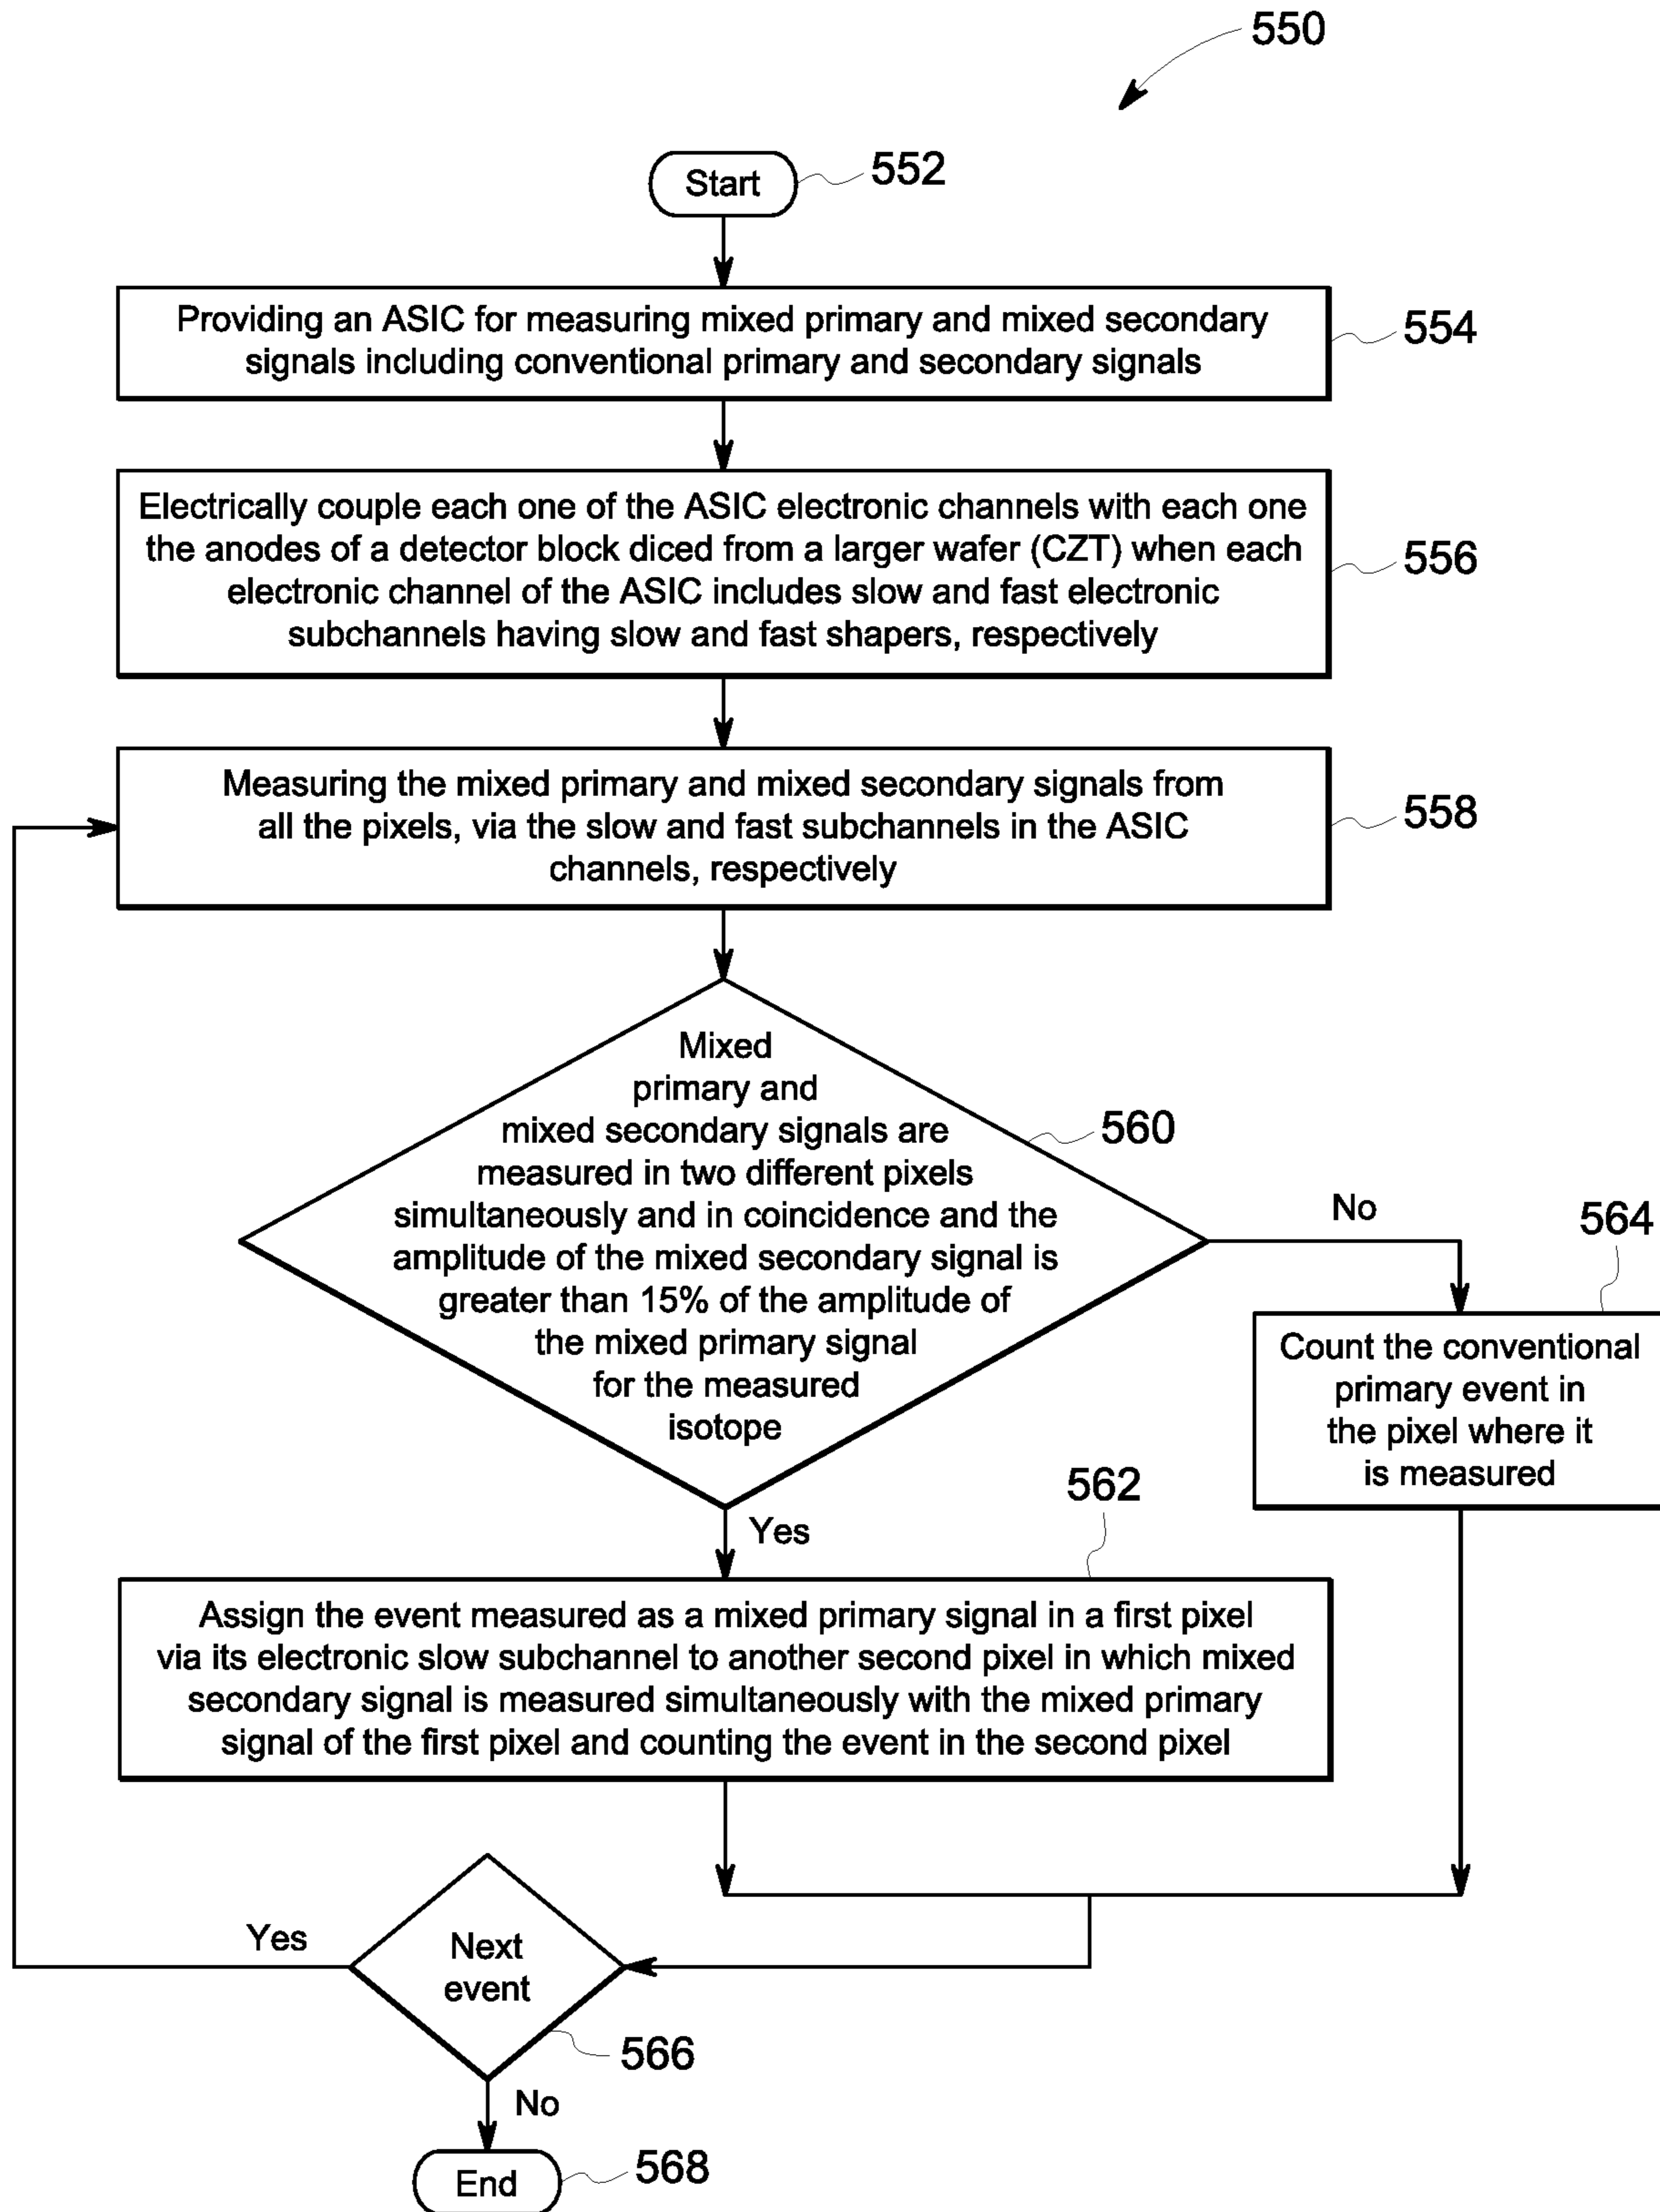 550
Start
552
Providing an ASIC for measuring mixed primary and mixed secondary
signals including conventional primary and secondary signals
554
Electrically couple each one of the ASIC electronic channels with each one
the anodes of a detector block diced from a larger wafer (CZT) when each
electronic channel of the ASIC includes slow and fast electronic
subchannels having slow and fast shapers, respectively
556
Measuring the mixed primary and mixed secondary signals from
all the pixels, via the slow and fast subchannels in the ASIC
channels, respectively
558
Mixed
primary and
mixed secondary signals are
measured in two different pixels
simultaneously and in coincidence and the
amplitude of the mixed secondary signal is
greater than 15% of the amplitude of
the mixed primary signal
for the measured
isotope
560
No
564
Count the conventional
primary event in
the pixel where it
is measured
Yes
562
Assign the event measured as a mixed primary signal in a first pixel
via its electronic slow subchannel to another second pixel in which mixed
secondary signal is measured simultaneously with the mixed primary
signal of the first pixel and counting the event in the second pixel
Yes
Next
event
566
No
End
568